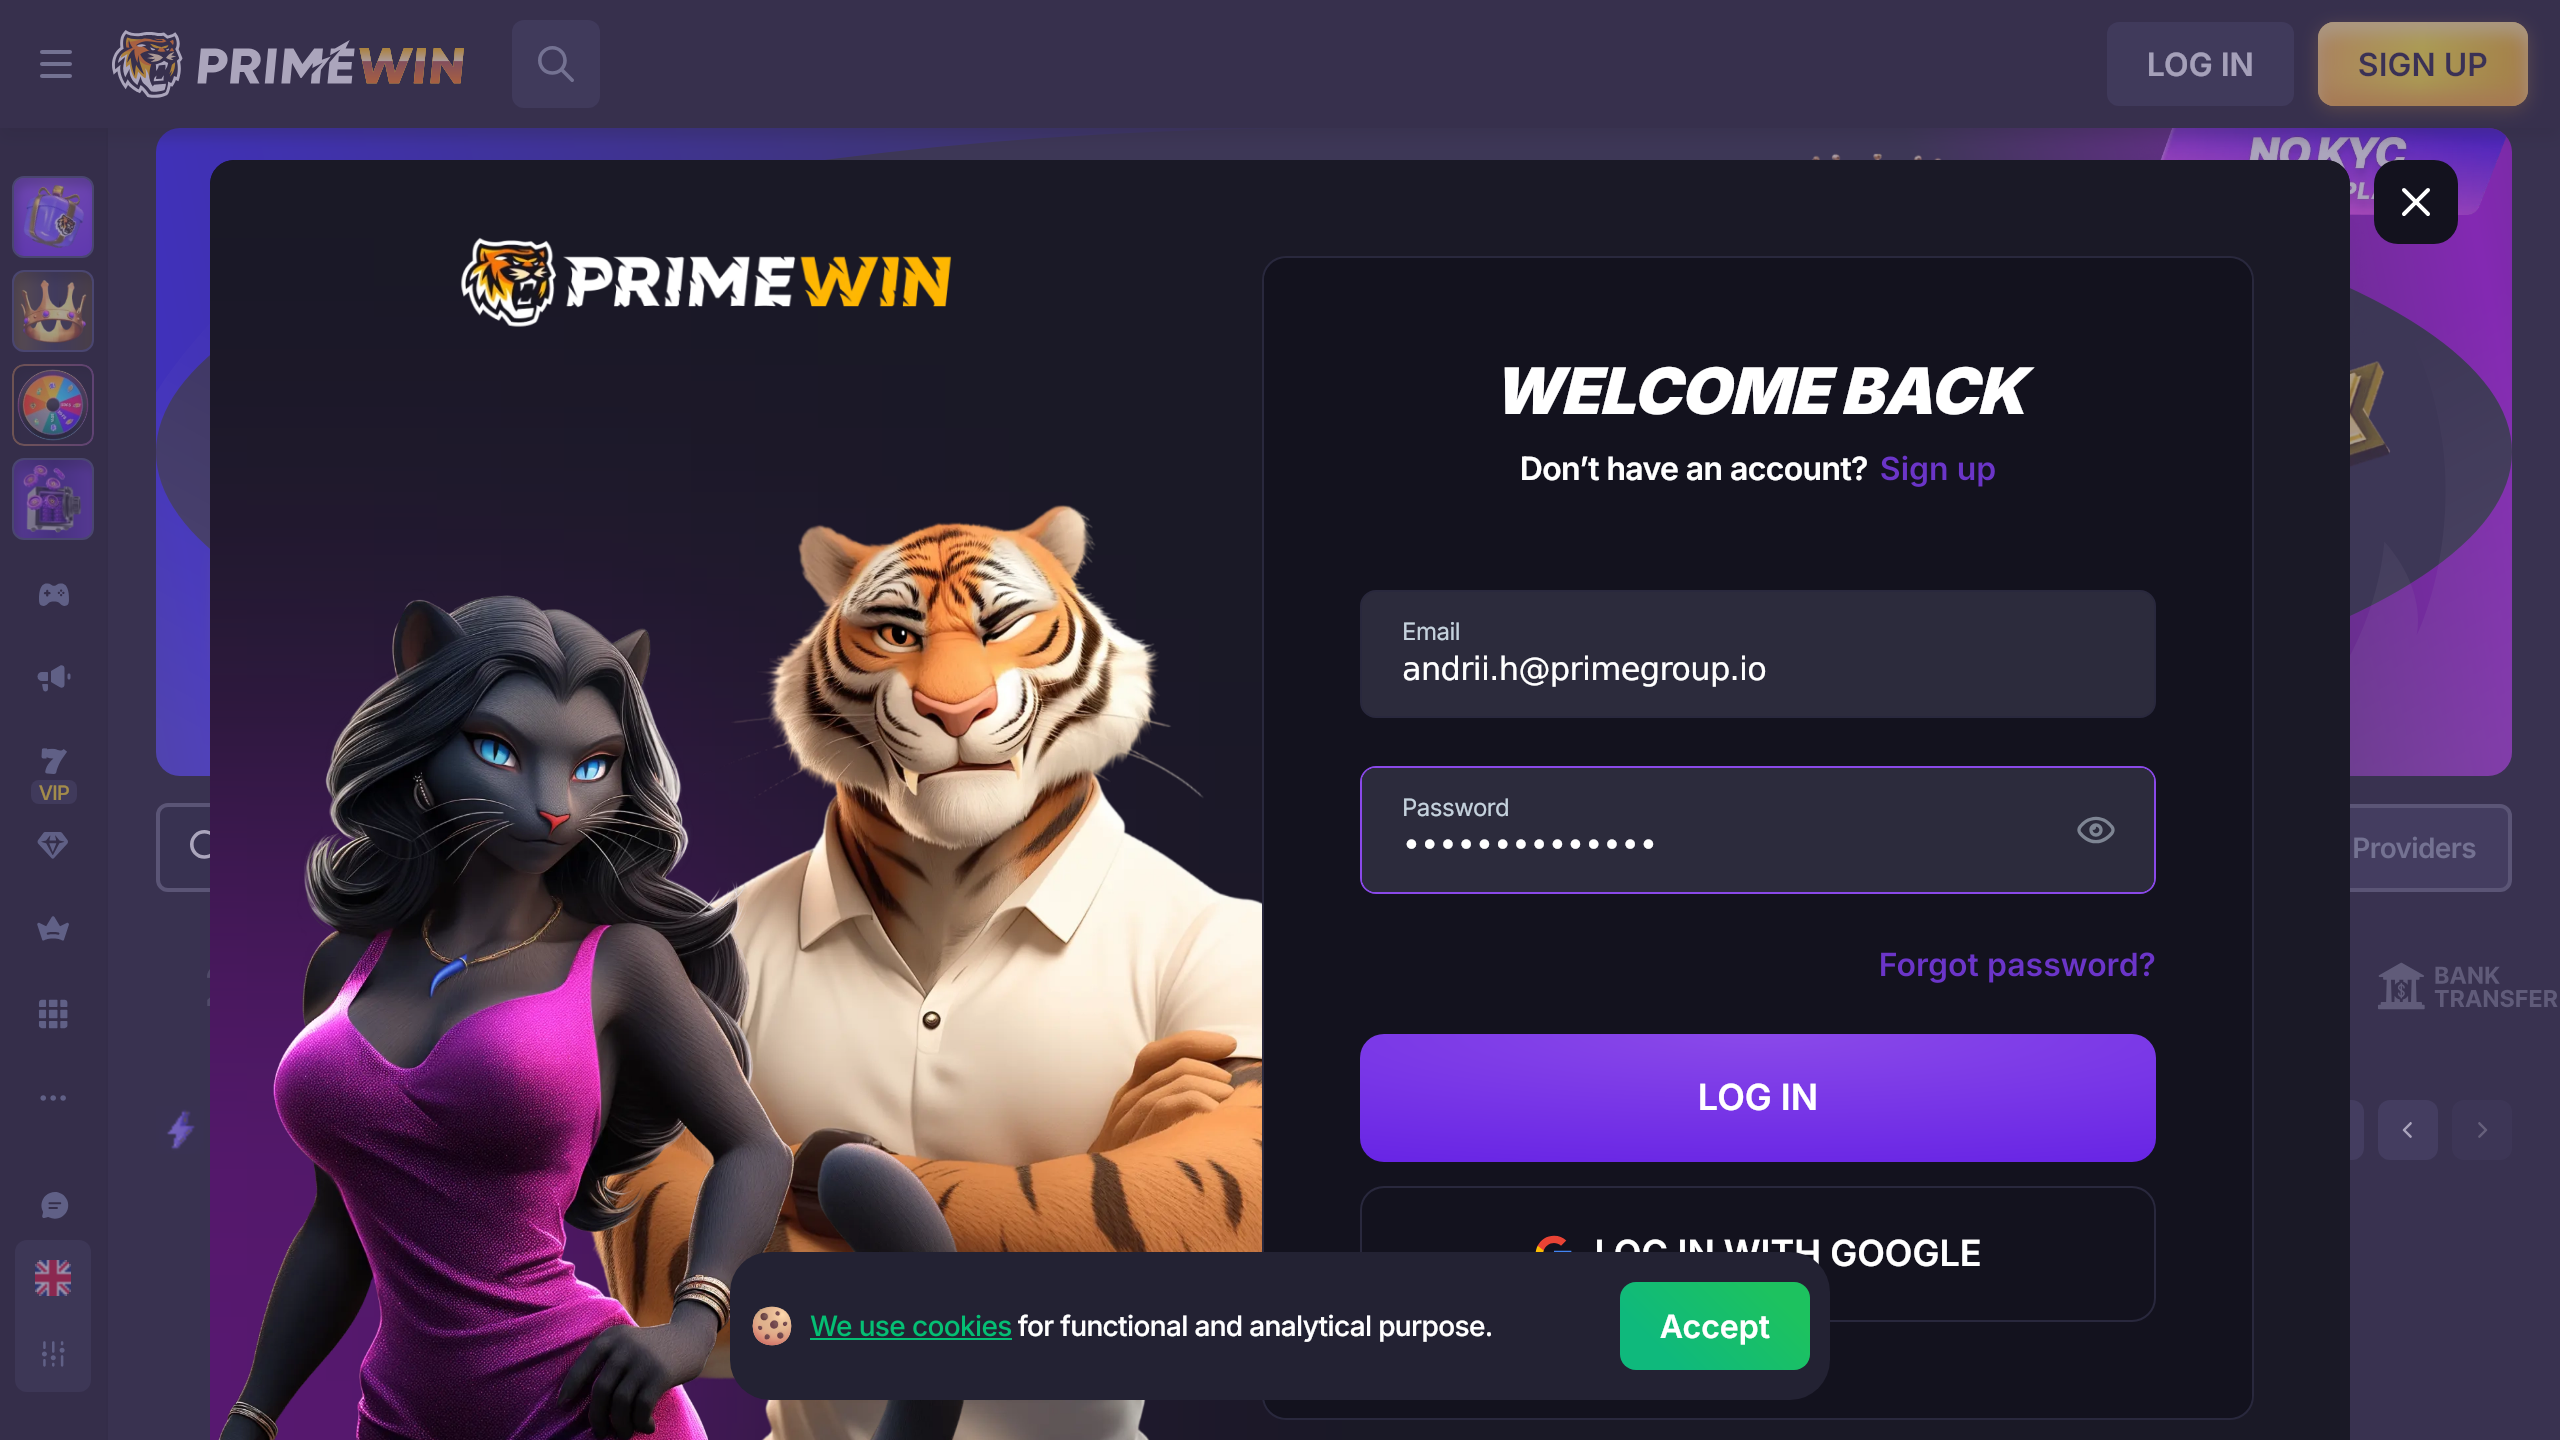 PRIMEWIN
LOG IN
SIGN UP
NO KYC
PRIMEWIN
WELCOME BACK
Don’t have an account? Sign up
Email
andrii.h@primegroup.io
Password
VIP
Providers
Forgot password?
BANK
TRANSFER
LOG IN
LOG IN WITH GOOGLE
We use cookies for functional and analytical purpose.
Accept